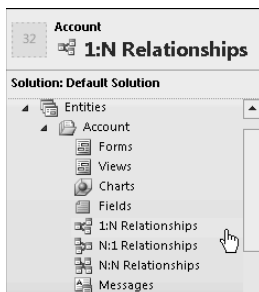 32
Account
1:N Relationships
Solution: Default Solution
Entities
Account
Forms
Views
Charts
Fields
1:N Relationships
N:1 Relationships
N:N Relationships
Messages